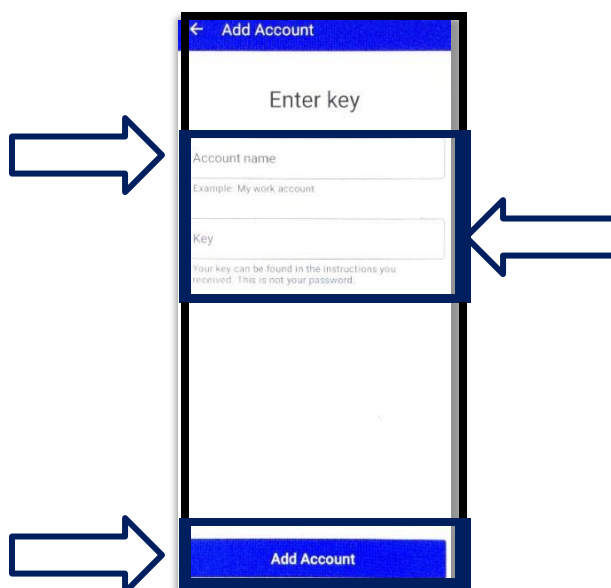 ← Add Account
Enter key
Account name
Example: My work account
Key
Your key can be found in the instructions you
received. This is not your password.
Add Account